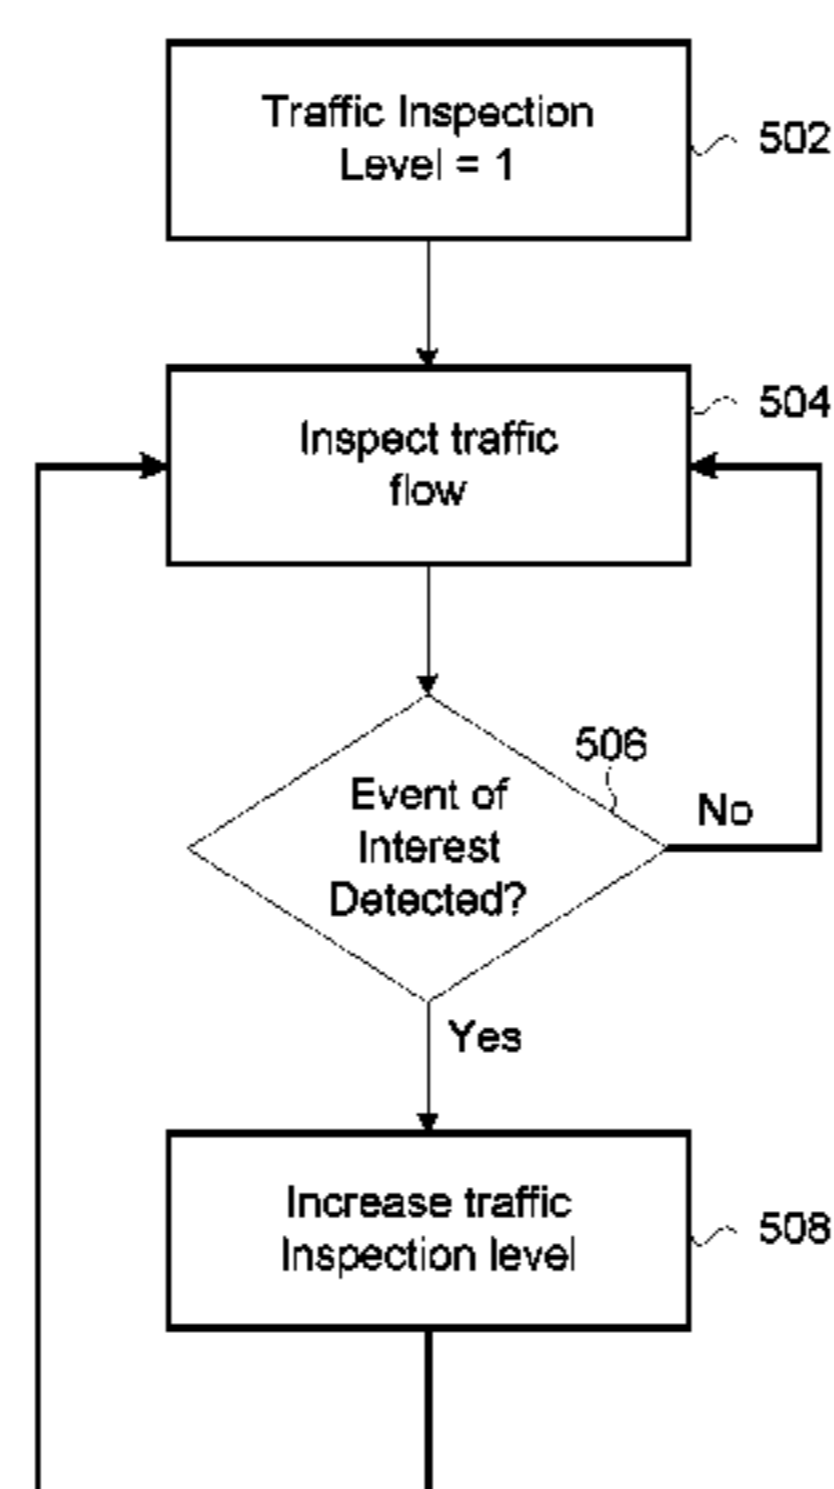 Traffic Inspection
Level = 1
502
504
Inspect traffic
flow
506
Event of
Interest
Detected?
No
Yes
Increase traffic
Inspection level
508